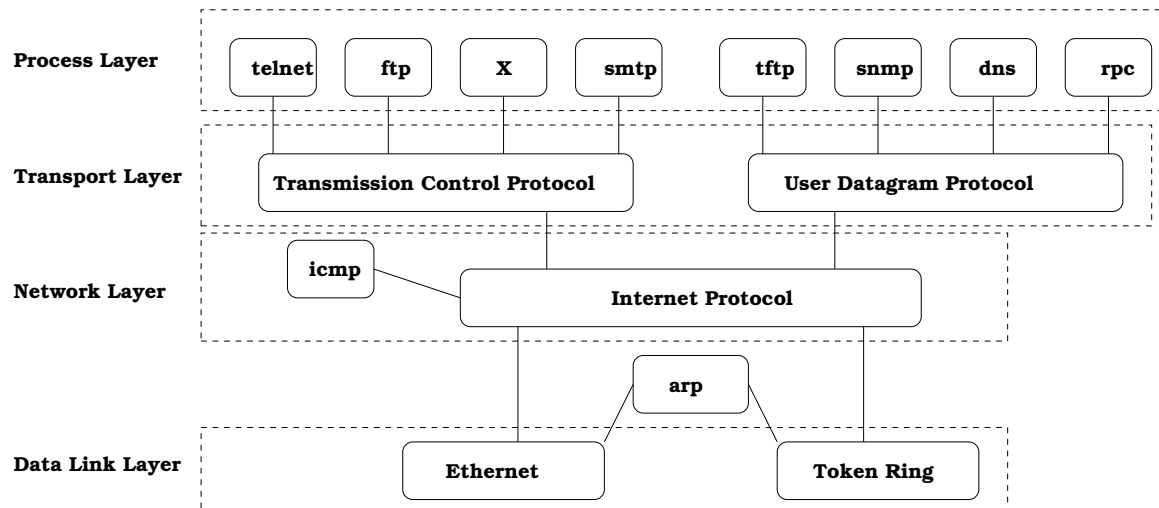 Process Layer
telnet ftp X smtp tftp snmp dns rpc
Transport Layer
Transmission Control Protocol User Datagram Protocol
icmp
Network Layer
Internet Protocol
arp
Data Link Layer
Ethernet Token Ring